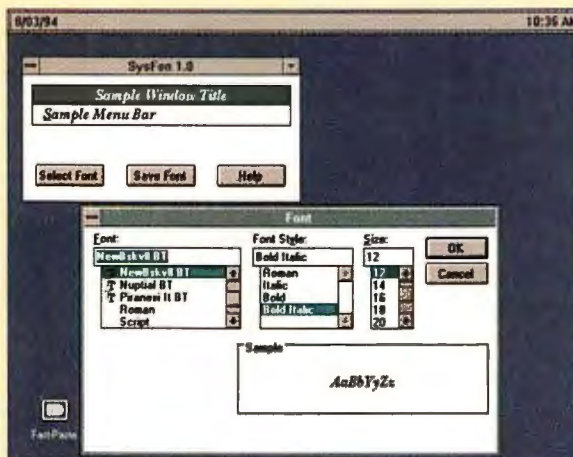 8/03/94
10:36 AM
SysFon 1.0
Sample Window Title
Sample Menu Bar
Select Font
Save Font
Help
Font
Font:
Font Style:
Size:
NewBskvll BT
Bold Italic
12
OK
Cancel
NewBskvll BT
Nuptial BT
Piranesi It BT
Roman
Script
Roman
Italic
Bold
Bold Italic
12
14
16
18
20
Sample
AaBbYyZz